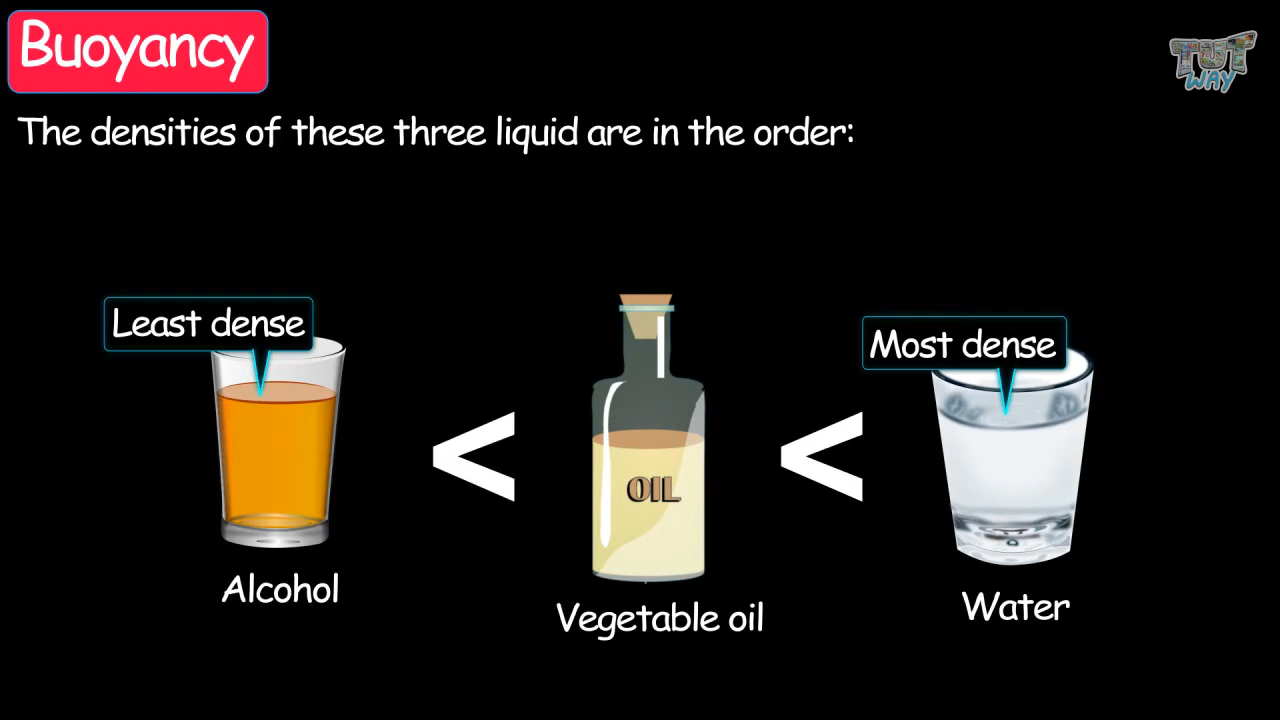 Buoyancy
TUT
WAY
The densities of these three liquid are in the order:
Least dense
Most dense
<
<
OIL
Alcohol
Vegetable oil
Water